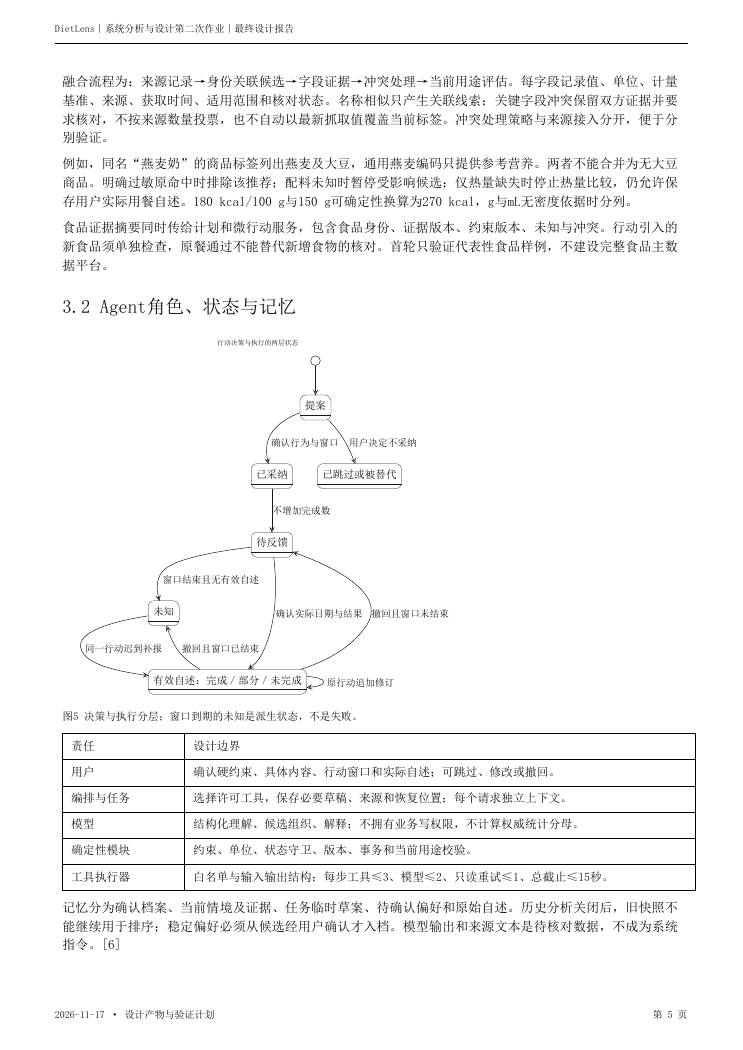 DietLens | 系统分析与设计第二次作业 | 最终设计报告
融合流程为：来源记录→身份关联候选→字段证据→冲突处理→当前用途评估。每字段记录值、单位、计量
基准、来源、获取时间、适用范围和核对状态。名称相似只产生关联线索；关键字段冲突保留双方证据并要
求核对，不按来源数量投票，也不自动以最新抓取值覆盖当前标签。冲突处理策略与来源接入分开，便于分
别验证。
例如，同名“燕麦奶”的商品标签列出燕麦及大豆，通用燕麦编码只提供参考营养。两者不能合并为无大豆
商品。明确过敏原命中时排除该推荐；配料未知时暂停受影响候选；仅热量缺失时停止热量比较，仍允许保
存用户实际用餐自述。180 kcal/100 g与150 g可确定性换算为270 kcal，g与mL无密度依据时分列。
食品证据摘要同时传给计划和微行动服务，包含食品身份、证据版本、约束版本、未知与冲突。行动引入的
新食品须单独检查，原餐通过不能替代新增食物的核对。首轮只验证代表性食品样例，不建设完整食品主数
据平台。
3.2 Agent角色、状态与记忆
行动决策与执行的两层状态
提案
确认行为与窗口
用户决定不采纳
已采纳
已跳过或被替代
不增加完成数
待反馈
窗口结束且无有效自述
未知
确认实际日期与结果
撤回且窗口未结束
同一行动迟到补报
撤回且窗口已结束
有效自述：完成 / 部分 / 未完成
原行动追加修订
图5 决策与执行分层；窗口到期的未知是派生状态，不是失败。
责任 设计边界
用户 确认硬约束、具体内容、行动窗口和实际自述；可跳过、修改或撤回。
编排与任务 选择许可工具，保存必要草稿、来源和恢复位置；每个请求独立上下文。
模型 结构化理解、候选组织、解释；不拥有业务写权限，不计算权威统计分母。
确定性模块 约束、单位、状态守卫、版本、事务和当前用途校验。
工具执行器 白名单与输入输出结构；每步工具≤3、模型≤2、只读重试≤1、总截止≤15秒。
记忆分为确认档案、当前情境及证据、任务临时草案、待确认偏好和原始自述。历史分析关闭后，旧快照不
能继续用于排序；稳定偏好必须从候选经用户确认才入档。模型输出和来源文本是待核对数据，不成为系统
指令。[6]
2026-11-17 • 设计产物与验证计划
第 5 页